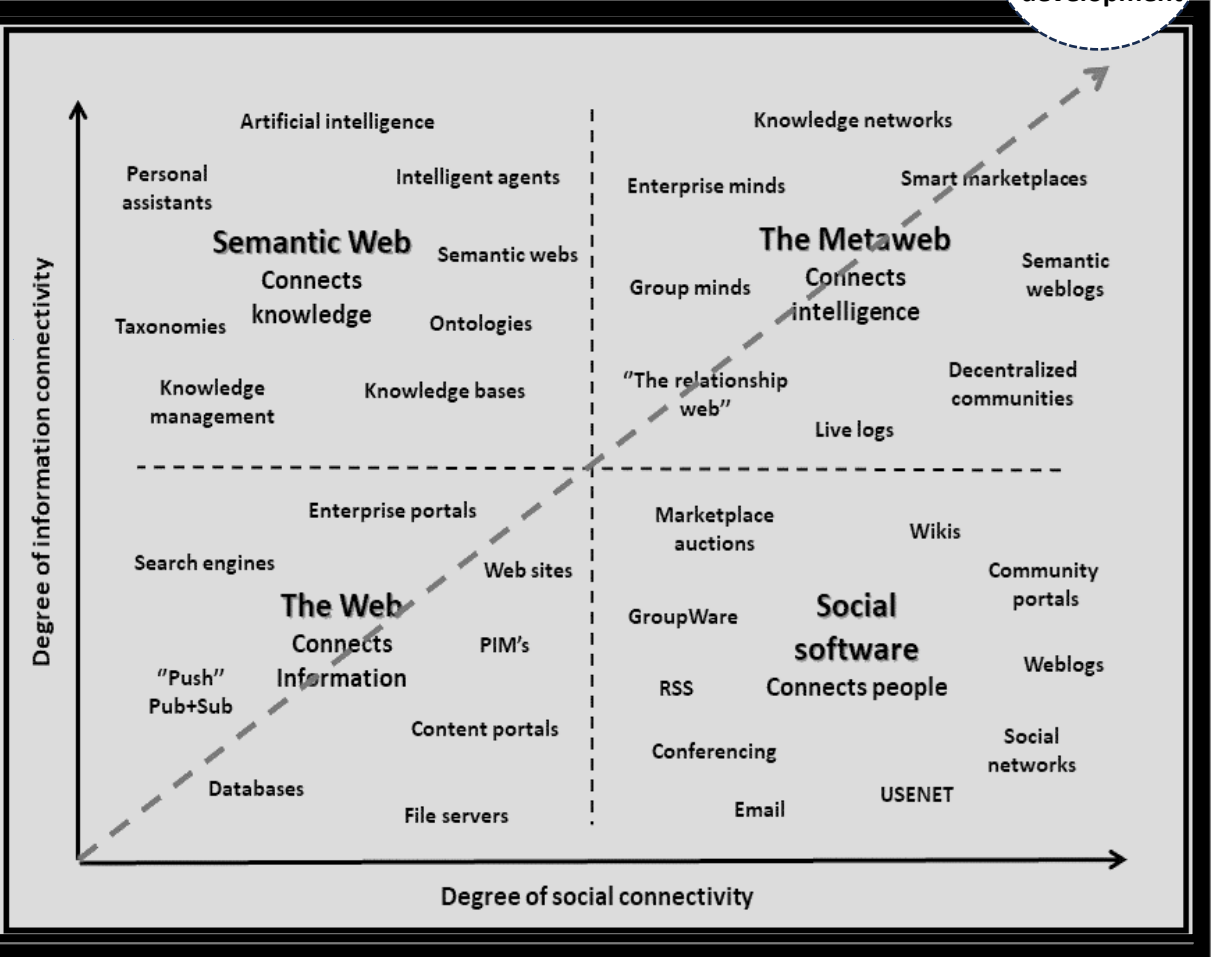 development
Artificial intelligence
Personal
assistants
Intelligent agents
Semantic Web
Connects
knowledge
Semantic webs
Taxonomies
Ontologies
Knowledge
management
Knowledge bases
Knowledge networks
Enterprise minds
Smart marketplaces
The Metaweb
Connects
intelligence
Semantic
weblogs
Group minds
“The relationship
web”
Decentralized
communities
Live logs
Degree of information connectivity
Enterprise portals
Search engines
Web sites
The Web
Connects
Information
PIM’s
“Push”
Pub+Sub
Content portals
Databases
File servers
Marketplace
auctions
Wikis
Community
portals
GroupWare
Social
software
Connects people
Weblogs
RSS
Conferencing
Social
networks
USENET
Email
Degree of social connectivity